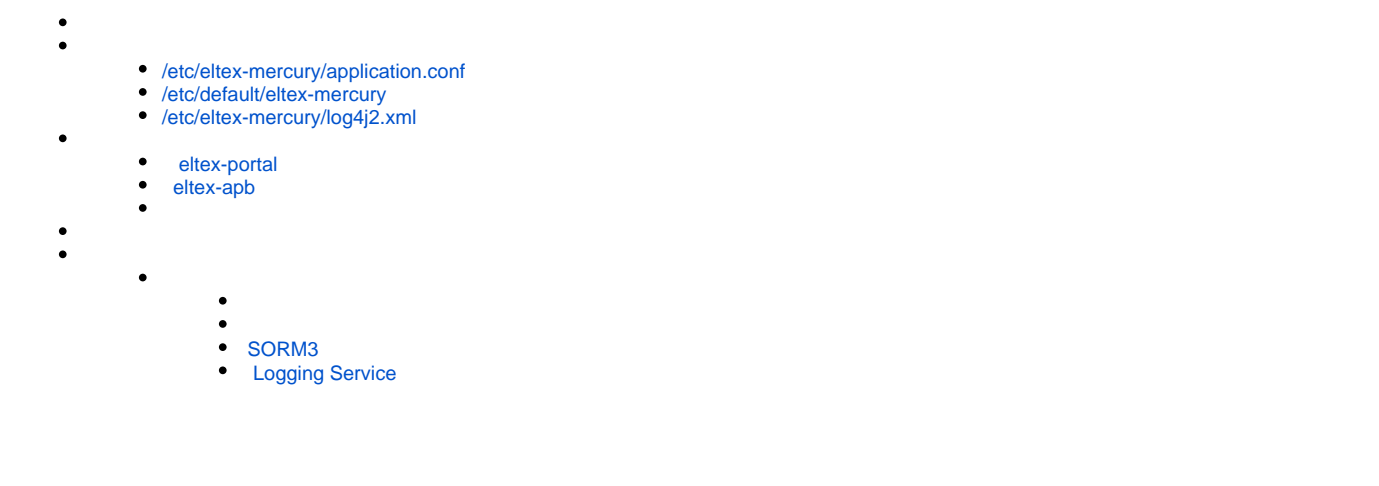 /etc/eltex-mercury/application.conf
/etc/default/eltex-mercury
/etc/eltex-mercury/log4j2.xml
eltex-portal
eltex-apb
SORM3
Logging Service